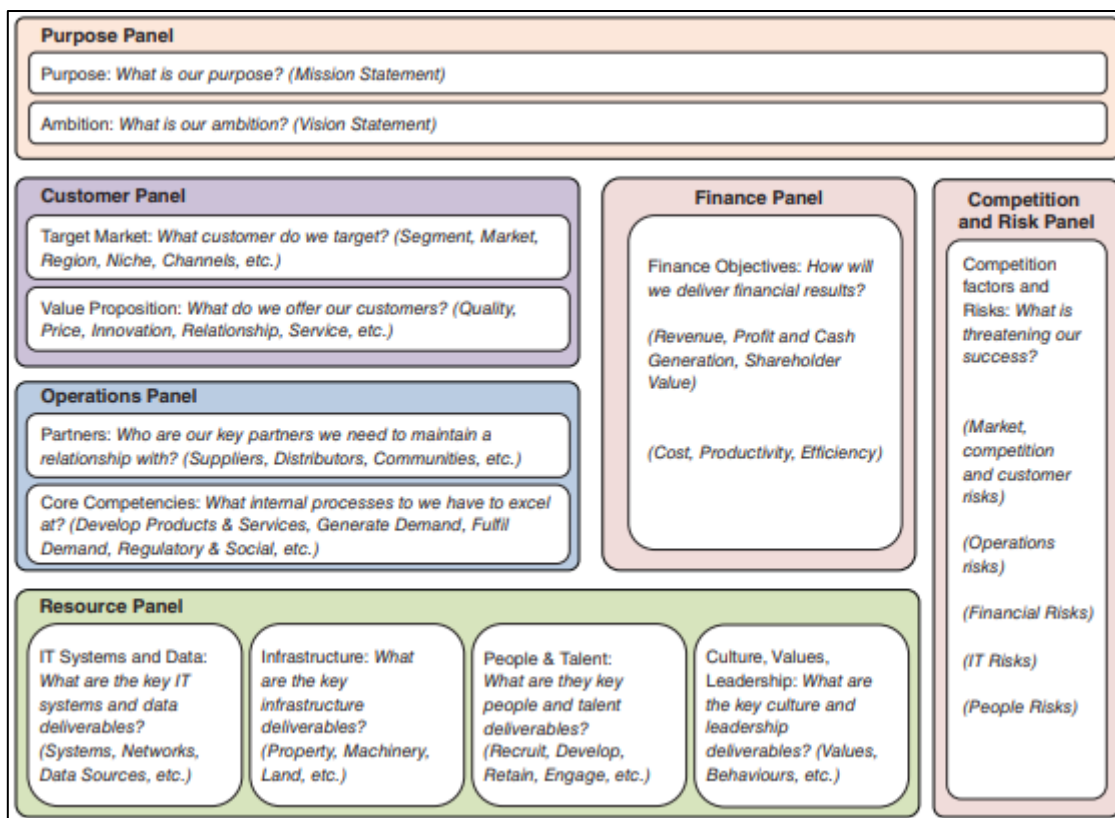 Purpose Panel
Purpose: What is our purpose? (Mission Statement)
Ambition: What is our ambition? (Vision Statement)
Customer Panel
Target Market: What customer do we target? (Segment, Market,
Region, Niche, Channels, etc.)
Value Proposition: What do we offer our customers? (Quality,
Price, Innovation, Relationship, Service, etc.)
Operations Panel
Partners: Who are our key partners we need to maintain a
relationship with? (Suppliers, Distributors, Communities, etc.)
Core Competencies: What internal processes to we have to excel
at? (Develop Products & Services, Generate Demand, Fulfil
Demand, Regulatory & Social, etc.)
Finance Panel
Finance Objectives: How will
we deliver financial results?
(Revenue, Profit and Cash
Generation, Shareholder
Value)
(Cost, Productivity, Efficiency)
Competition
and Risk Panel
Competition
factors and
Risks: What is
threatening our
success?
(Market,
competition
and customer
risks)
(Operations
risks)
(Financial Risks)
(IT Risks)
(People Risks)
Resource Panel
IT Systems and Data:
What are the key IT
systems and data
deliverables?
(Systems, Networks,
Data Sources, etc.)
Infrastructure: What
are the key
infrastructure
deliverables?
(Property, Machinery,
Land, etc.)
People & Talent:
What are they key
people and talent
deliverables?
(Recruit, Develop,
Retain, Engage, etc.)
Culture, Values,
Leadership: What are
the key culture and
leadership
deliverables? (Values,
Behaviours, etc.)